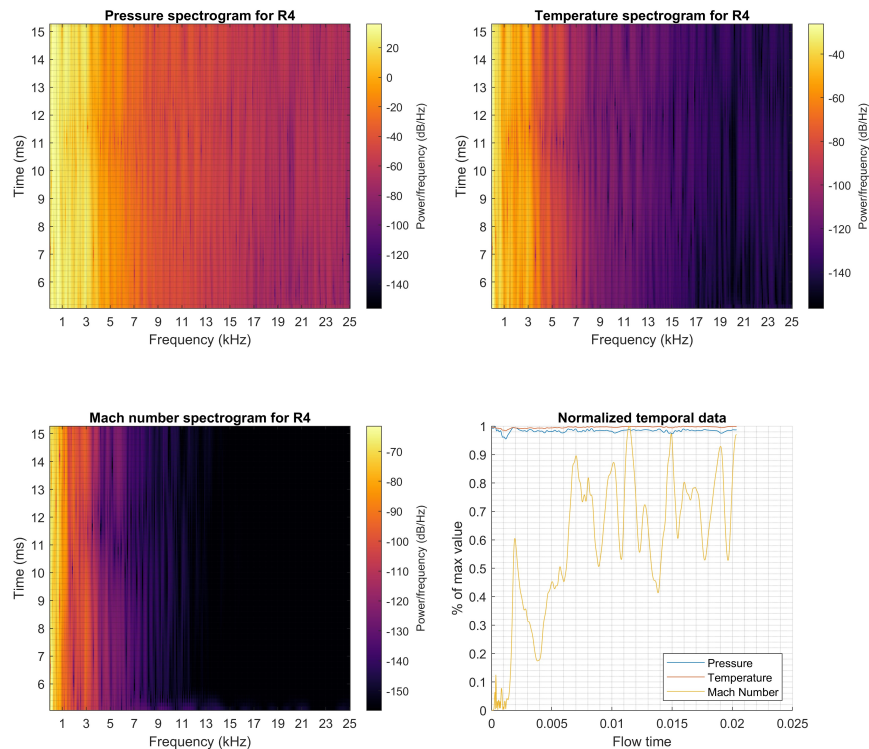 Pressure spectrogram for R4
15
14
13
12
11
10
9
8
7
6
Time (ms)
1 3 5 7 9 11 13 15 17 19 21 23 25
Frequency (kHz)
20
0
-20
-40
-60
-80
-100
-120
-140
Power/frequency (dB/Hz)
Temperature spectrogram for R4
15
14
13
12
11
10
9
8
7
6
Time (ms)
1 3 5 7 9 11 13 15 17 19 21 23 25
Frequency (kHz)
-40
-60
-80
-100
-120
-140
Power/frequency (dB/Hz)
Mach number spectrogram for R4
15
14
13
12
11
10
9
8
7
6
Time (ms)
1 3 5 7 9 11 13 15 17 19 21 23 25
Frequency (kHz)
-70
-80
-90
-100
-110
-120
-130
-140
-150
Power/frequency (dB/Hz)
Normalized temporal data
1
0.9
0.8
0.7
0.6
0.5
0.4
0.3
0.2
0.1
0
% of max value
0 0.005 0.01 0.015 0.02 0.025
Flow time
Pressure
Temperature
Mach Number